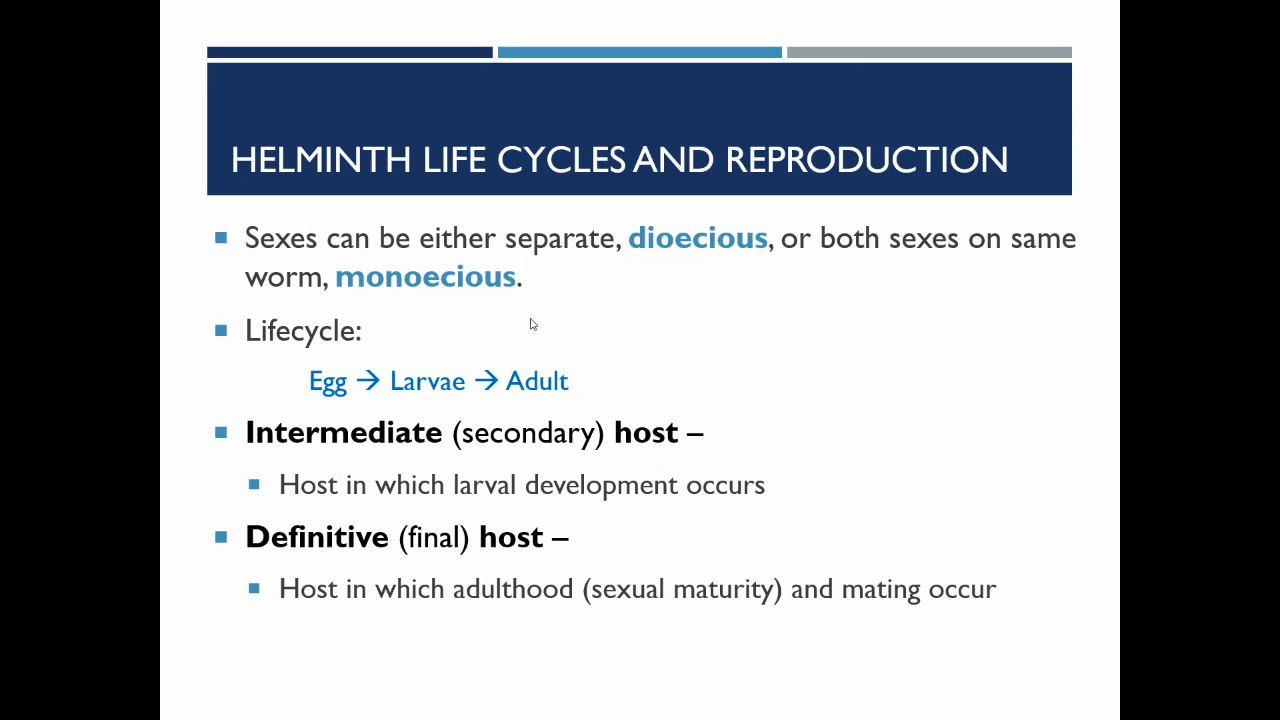 HELMINTH LIFE CYCLES AND REPRODUCTION
Sexes can be either separate, dioecious, or both sexes on same
worm, monoecious.
Lifecycle:
Egg → Larvae → Adult
Intermediate (secondary) host –
Host in which larval development occurs
Definitive (final) host –
Host in which adulthood (sexual maturity) and mating occur